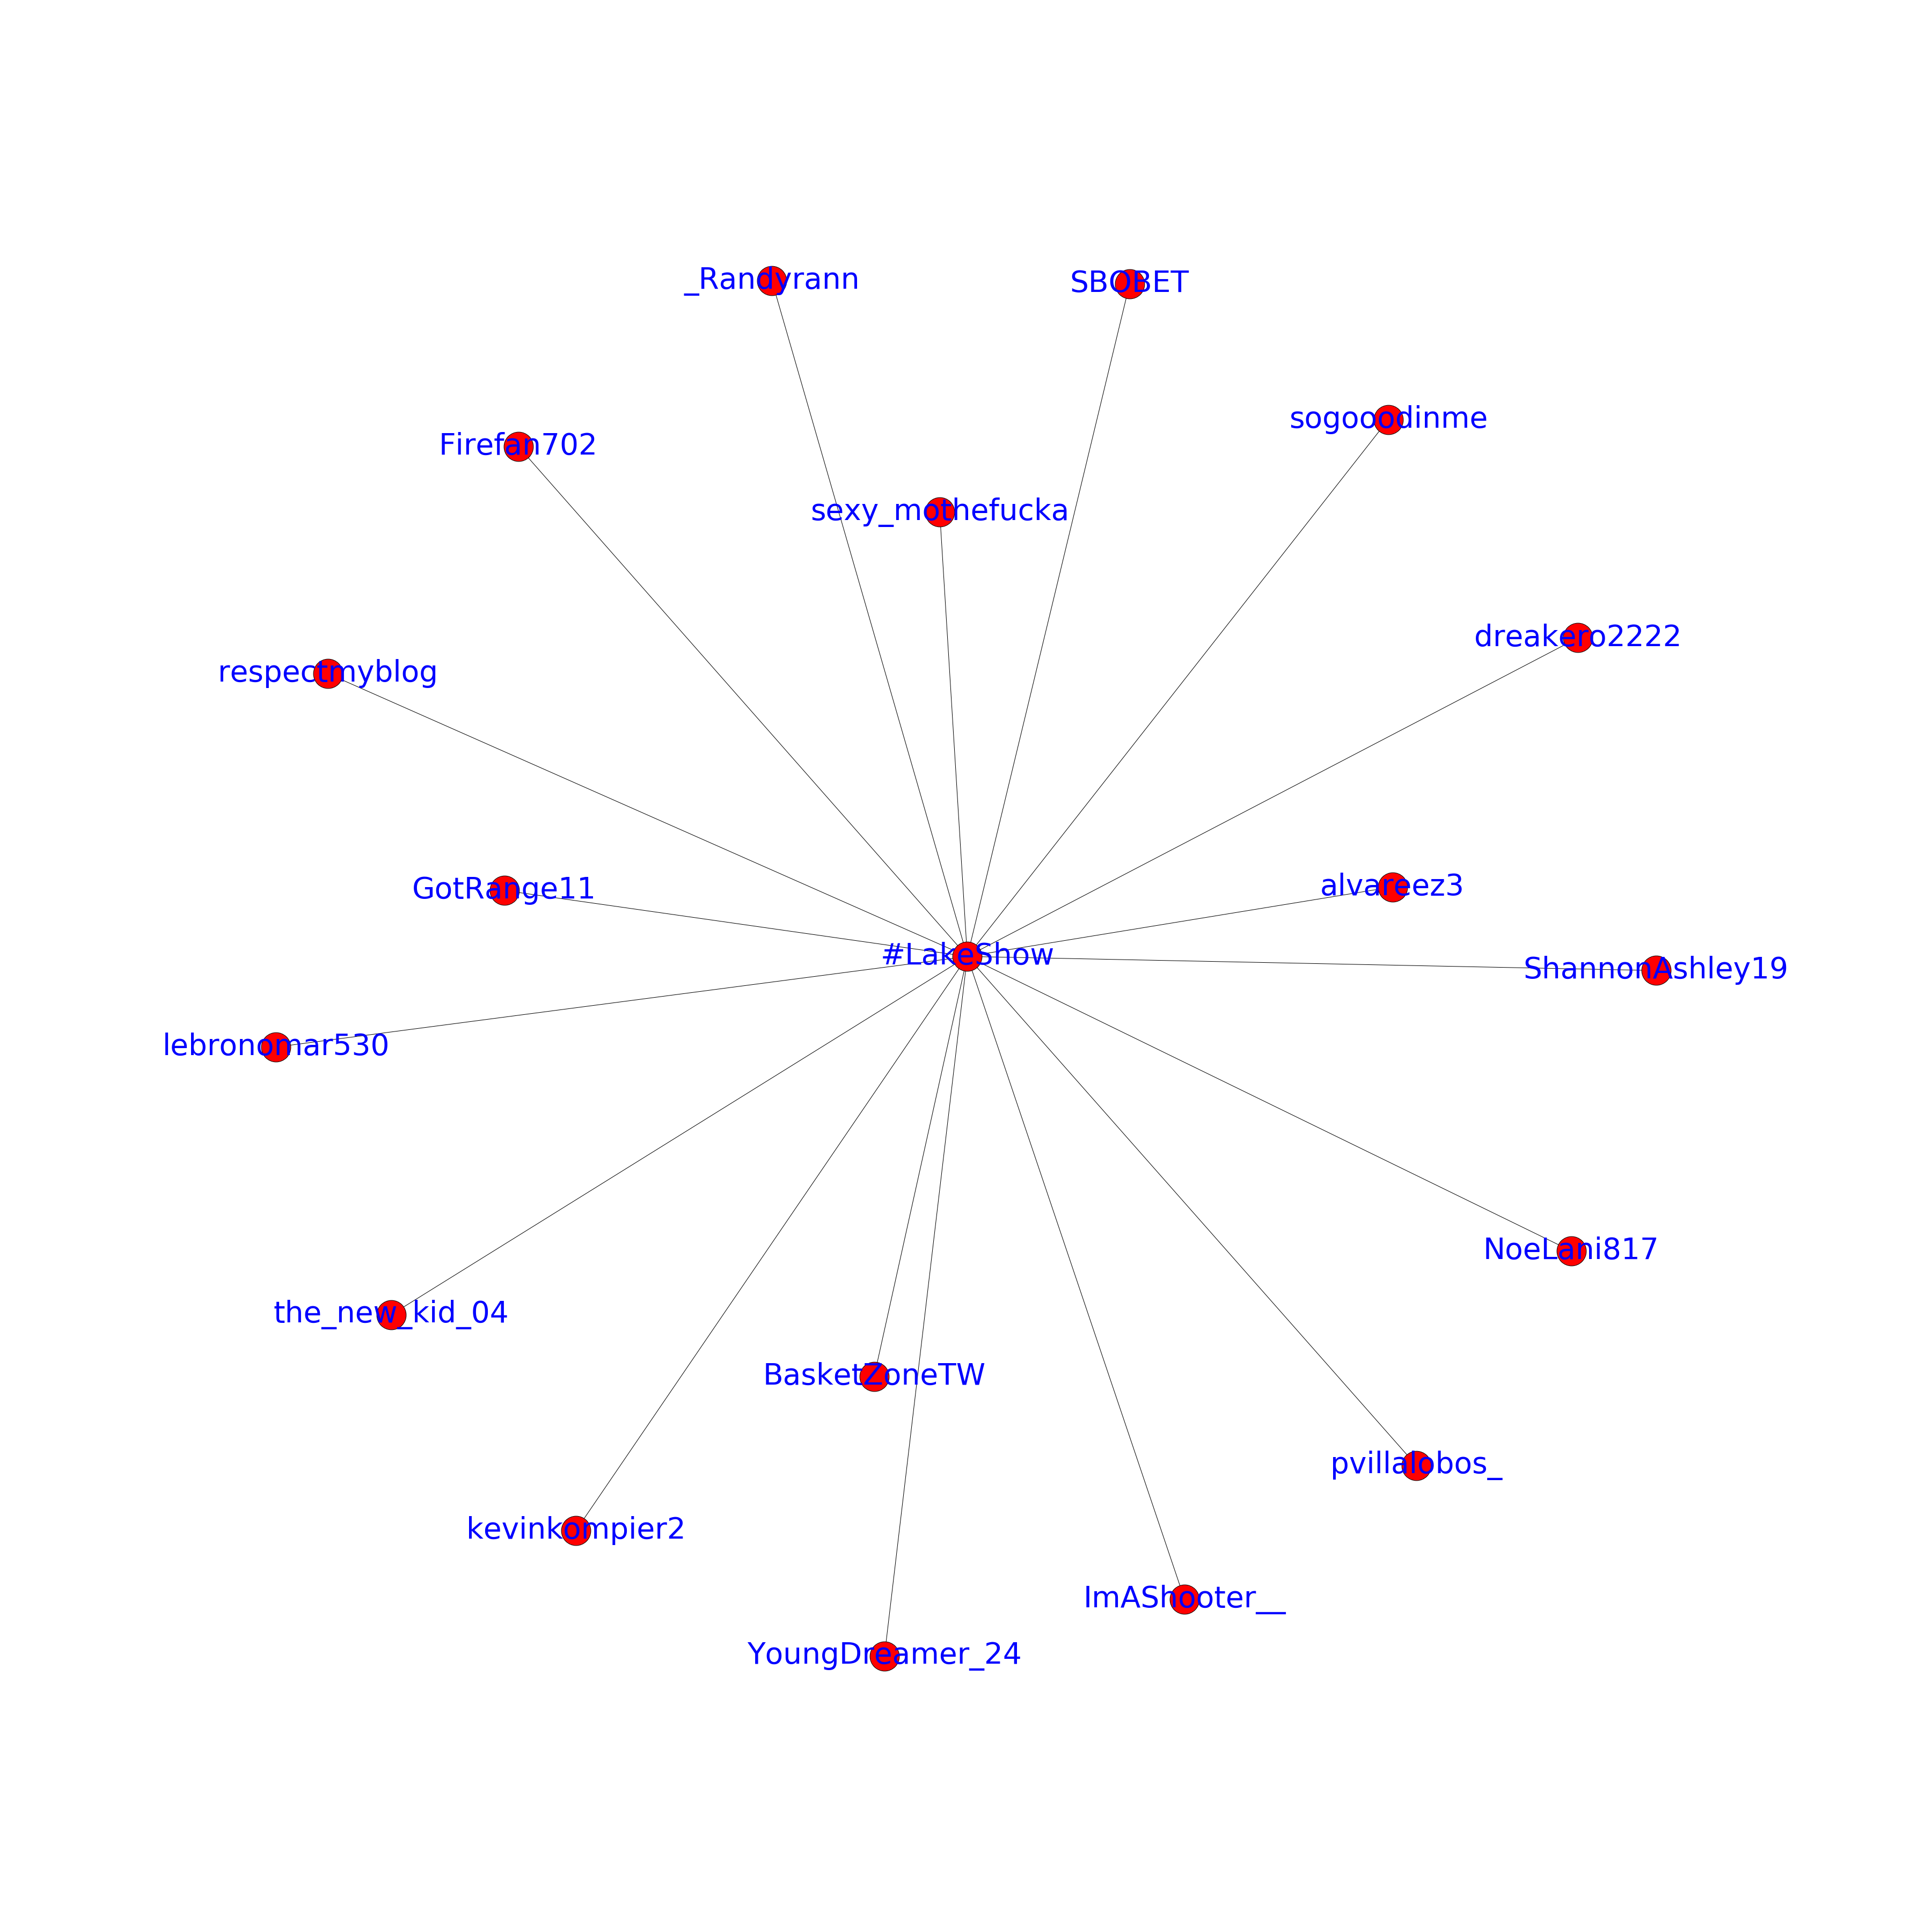 _Randyrann
SBOBET
sogooodinme
Firefan702
sexy_mothefucka
dreakero2222
respectmyblog
GotRange11
alvareez3
#LakeShow
ShannonAshley19
lebronomar530
NoeLani817
the_new_kid_04
BasketZoneTW
pvillalobos_
kevinkompier2
ImAShooter__
YoungDreamer_24